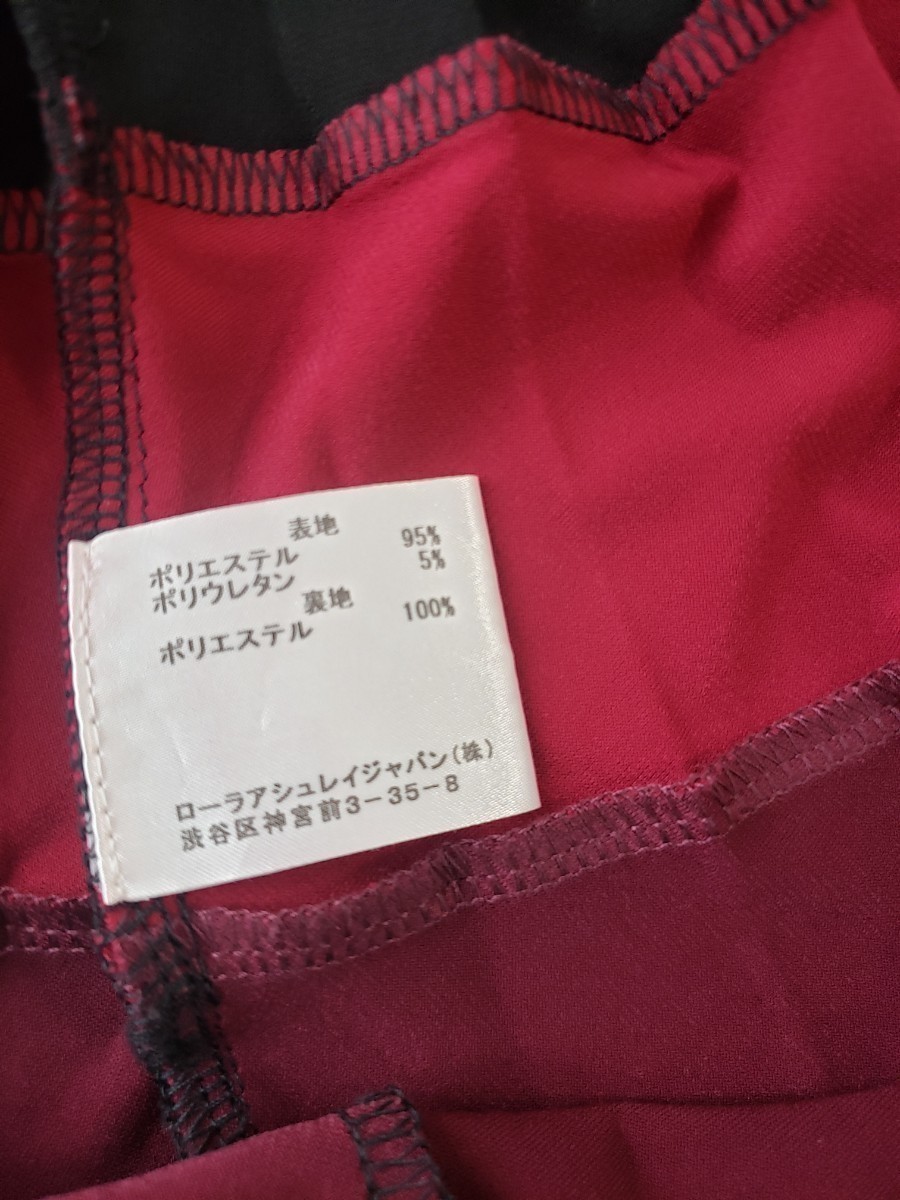 表地
ポリエステル 95%
ポリウレタン 5%
裏地
ポリエステル 100%
ローラアシュレイジャパン(株)
渋谷区神宮前3-35-8